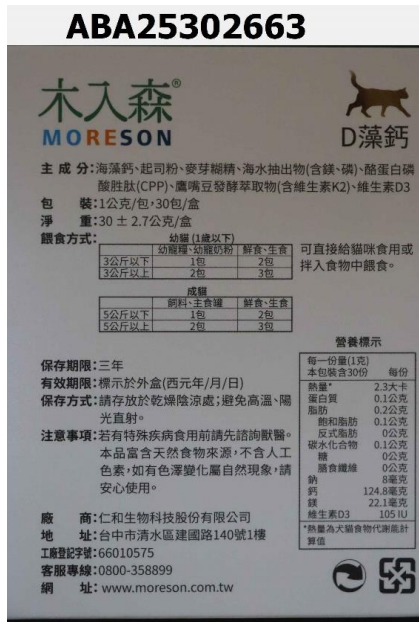 ABA25302663
木入森®
MORESON
D藻鈣
主成分:海藻鈣、起司粉、麥芽糊精、海水抽出物(含鎂、磷)、酪蛋白磷
酸胜肽(CPP)、鷹嘴豆發酵萃取物(含維生素K2)、維生素D3
包裝:1公克/包,30包/盒
淨重:30 ± 2.7公克/盒
餵食方式:
幼貓 (1歲以下)
幼寵糧、幼寵奶粉 鮮食、生食
3公斤以下 1包 2包
3公斤以上 2包 3包
可直接給貓咪食用或
拌入食物中餵食。
成貓
飼料、主食罐 鮮食、生食
5公斤以下 1包 2包
5公斤以上 2包 3包
保存期限:三年
有效期限:標示於外盒(西元年/月/日)
保存方式:請存放於乾燥陰涼處;避免高溫、陽
光直射。
注意事項:若有特殊疾病食用前請先諮詢獸醫。
本品富含天然食物來源,不含人工
色素,如有色澤變化屬自然現象,請
安心使用。
廠商:仁和生物科技股份有限公司
地址:台中市清水區建國路140號1樓
工廠登記字號:66010575
客服專線:0800-358899
網址: www.moreson.com.tw
營養標示
每一份量(1克)
本包裝含30份 每份
熱量* 2.3大卡
蛋白質 0.1公克
脂肪 0.2公克
飽和脂肪 0.1公克
反式脂肪 0公克
碳水化合物 0.1公克
糖 0公克
膳食纖維 0公克
鈉 8毫克
鈣 124.8毫克
鎂 22.1毫克
維生素D3 105 IU
*熱量為犬貓食物代謝能計
算值